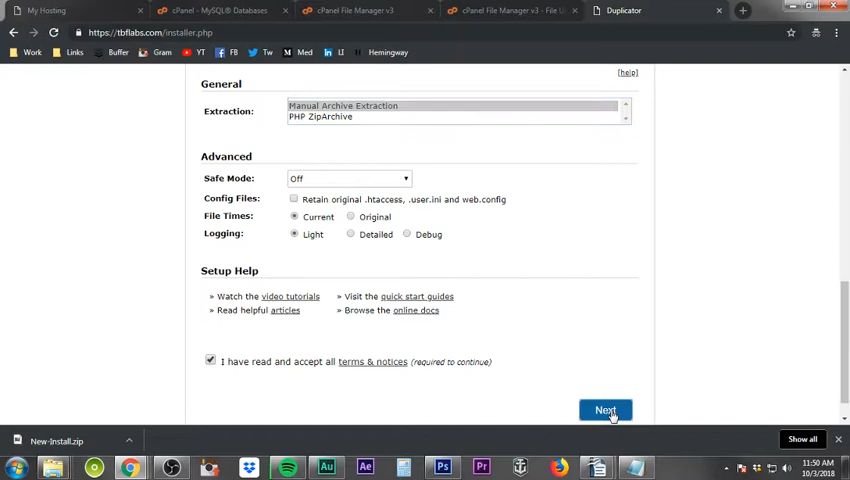 My Hosting
cPanel - MySQL® Databases
cPanel File Manager v3
cPanel File Manager v3 - File U
Duplicator
https://tbflabs.com/installer.php
Work
Links
Buffer
Gram
YT
FB
Tw
Med
LI
Hemingway
[help]
General
Extraction:
Manual Archive Extraction
PHP ZipArchive
Advanced
Safe Mode: Off
Config Files: Retain original .htaccess, .user.ini and web.config
File Times: Current Original
Logging: Light Detailed Debug
Setup Help
» Watch the video tutorials » Visit the quick start guides
» Read helpful articles » Browse the online docs
I have read and accept all terms & notices (required to continue)
Next
New-Install.zip
Show all
Au
Ae
Ps
Pr
11:50 AM
10/3/2018